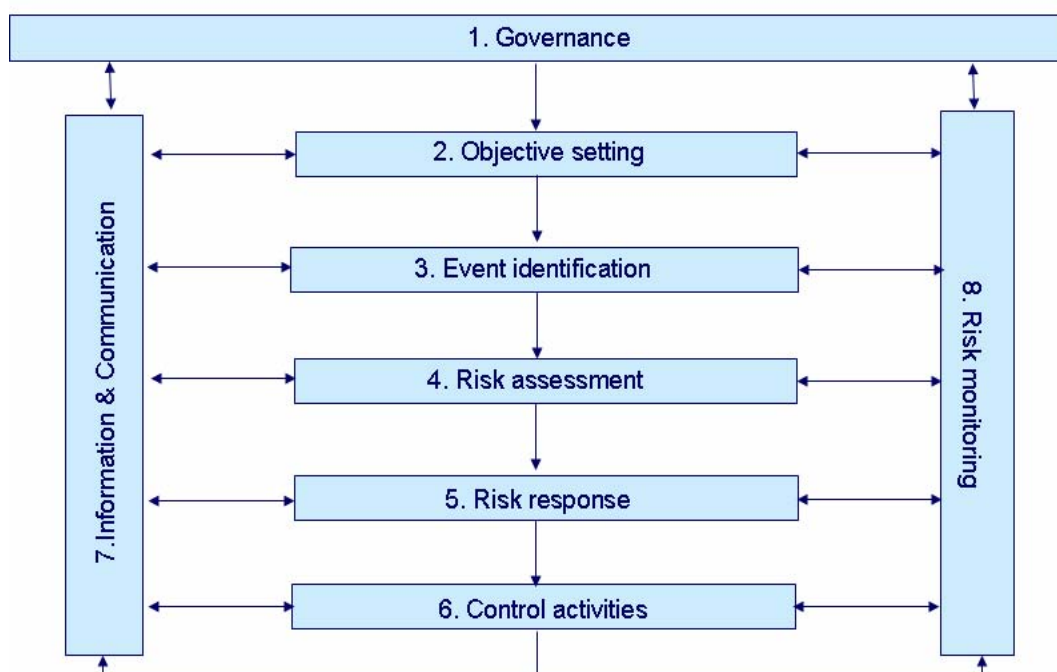 1. Governance
2. Objective setting
3. Event identification
4. Risk assessment
5. Risk response
6. Control activities
7.Information & Communication
8. Risk monitoring